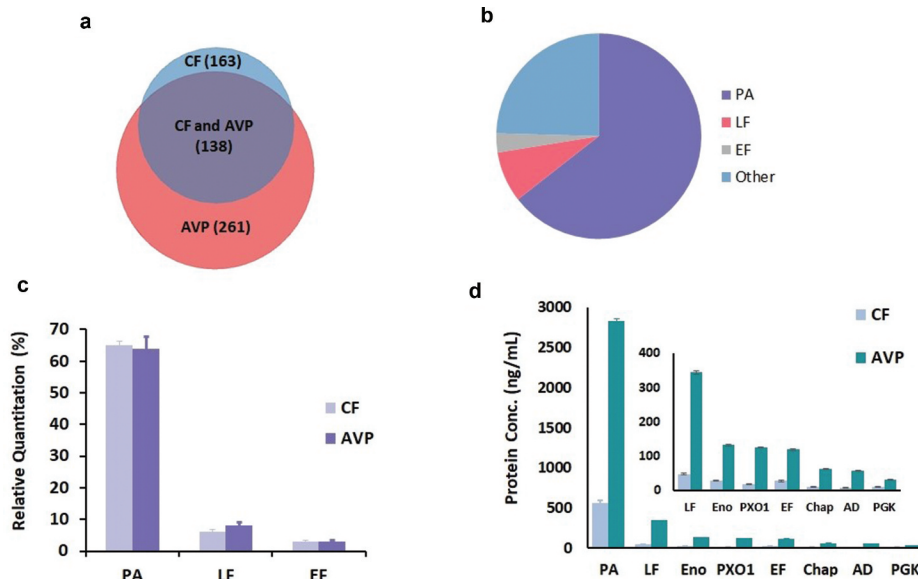 a
CF (163)
CF and AVP
(138)
AVP (261)
b
PA
LF
EF
Other
c
Relative Quantitation (%)
70
60
50
40
30
20
10
0
PA
LF
EF
CF
AVP
d
Protein Conc. (ng/mL)
3000
2500
2000
1500
1000
500
0
CF
AVP
400
300
200
100
0
LF Eno PXO1 EF Chap AD PGK
PA LF Eno PXO1 EF Chap AD PGK